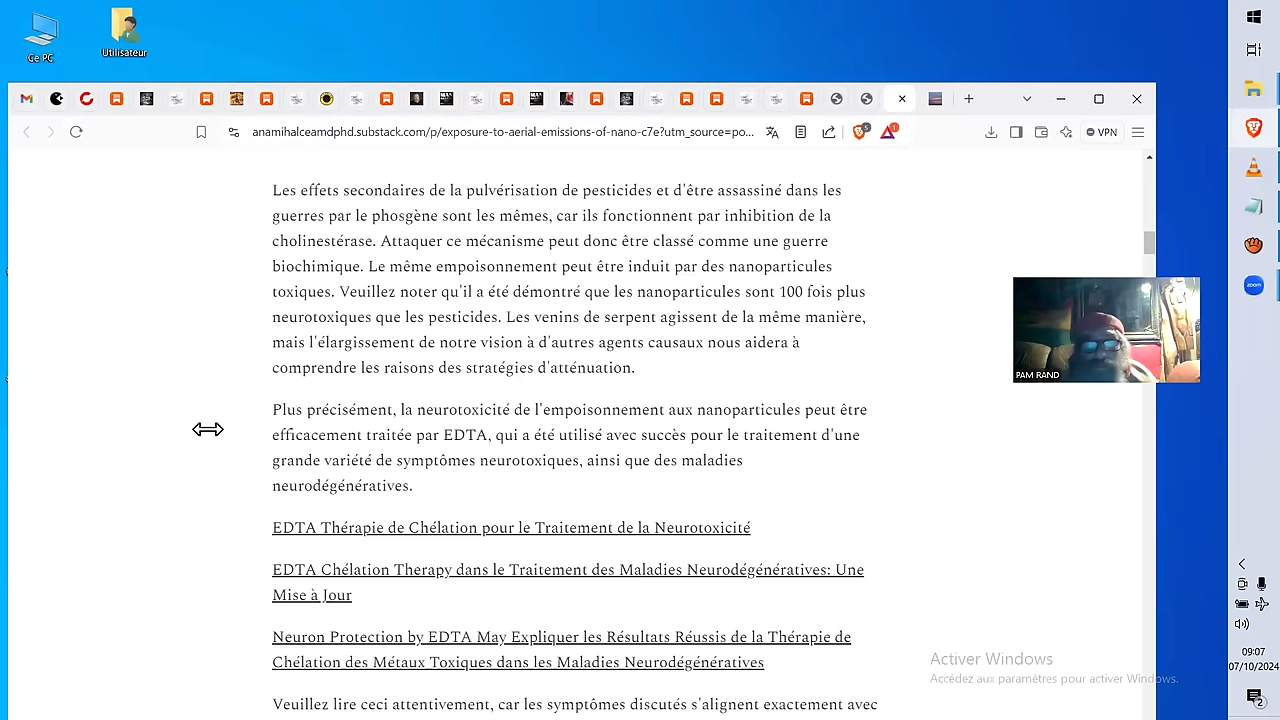 Ce PC
Utilisateur
anamihalceamdphd.substack.com/p/exposure-to-aerial-emissions-of-nano-c7e?utm_source=po...
VPN
Les effets secondaires de la pulvérisation de pesticides et d'être assassiné dans les
guerres par le phosgène sont les mêmes, car ils fonctionnent par inhibition de la
cholinestérase. Attaquer ce mécanisme peut donc être classé comme une guerre
biochimique. Le même empoisonnement peut être induit par des nanoparticules
toxiques. Veuillez noter qu'il a été démontré que les nanoparticules sont 100 fois plus
neurotoxiques que les pesticides. Les venins de serpent agissent de la même manière,
mais l'élargissement de notre vision à d'autres agents causaux nous aidera à
comprendre les raisons des stratégies d'atténuation.
Plus précisément, la neurotoxicité de l'empoisonnement aux nanoparticules peut être
efficacement traitée par EDTA, qui a été utilisé avec succès pour le traitement d'une
grande variété de symptômes neurotoxiques, ainsi que des maladies
neurodégénératives.
EDTA Thérapie de Chélation pour le Traitement de la Neurotoxicité
EDTA Chélation Therapy dans le Traitement des Maladies Neurodégénératives: Une
Mise à Jour
Neuron Protection by EDTA May Expliquer les Résultats Réussis de la Thérapie de
Chélation des Métaux Toxiques dans les Maladies Neurodégénératives
Veuillez lire ceci attentivement, car les symptômes discutés s'alignent exactement avec
PAM RAND
zoom
Activer Windows
Accédez aux paramètres pour activer Windows.
09:07
07/10/2024
2